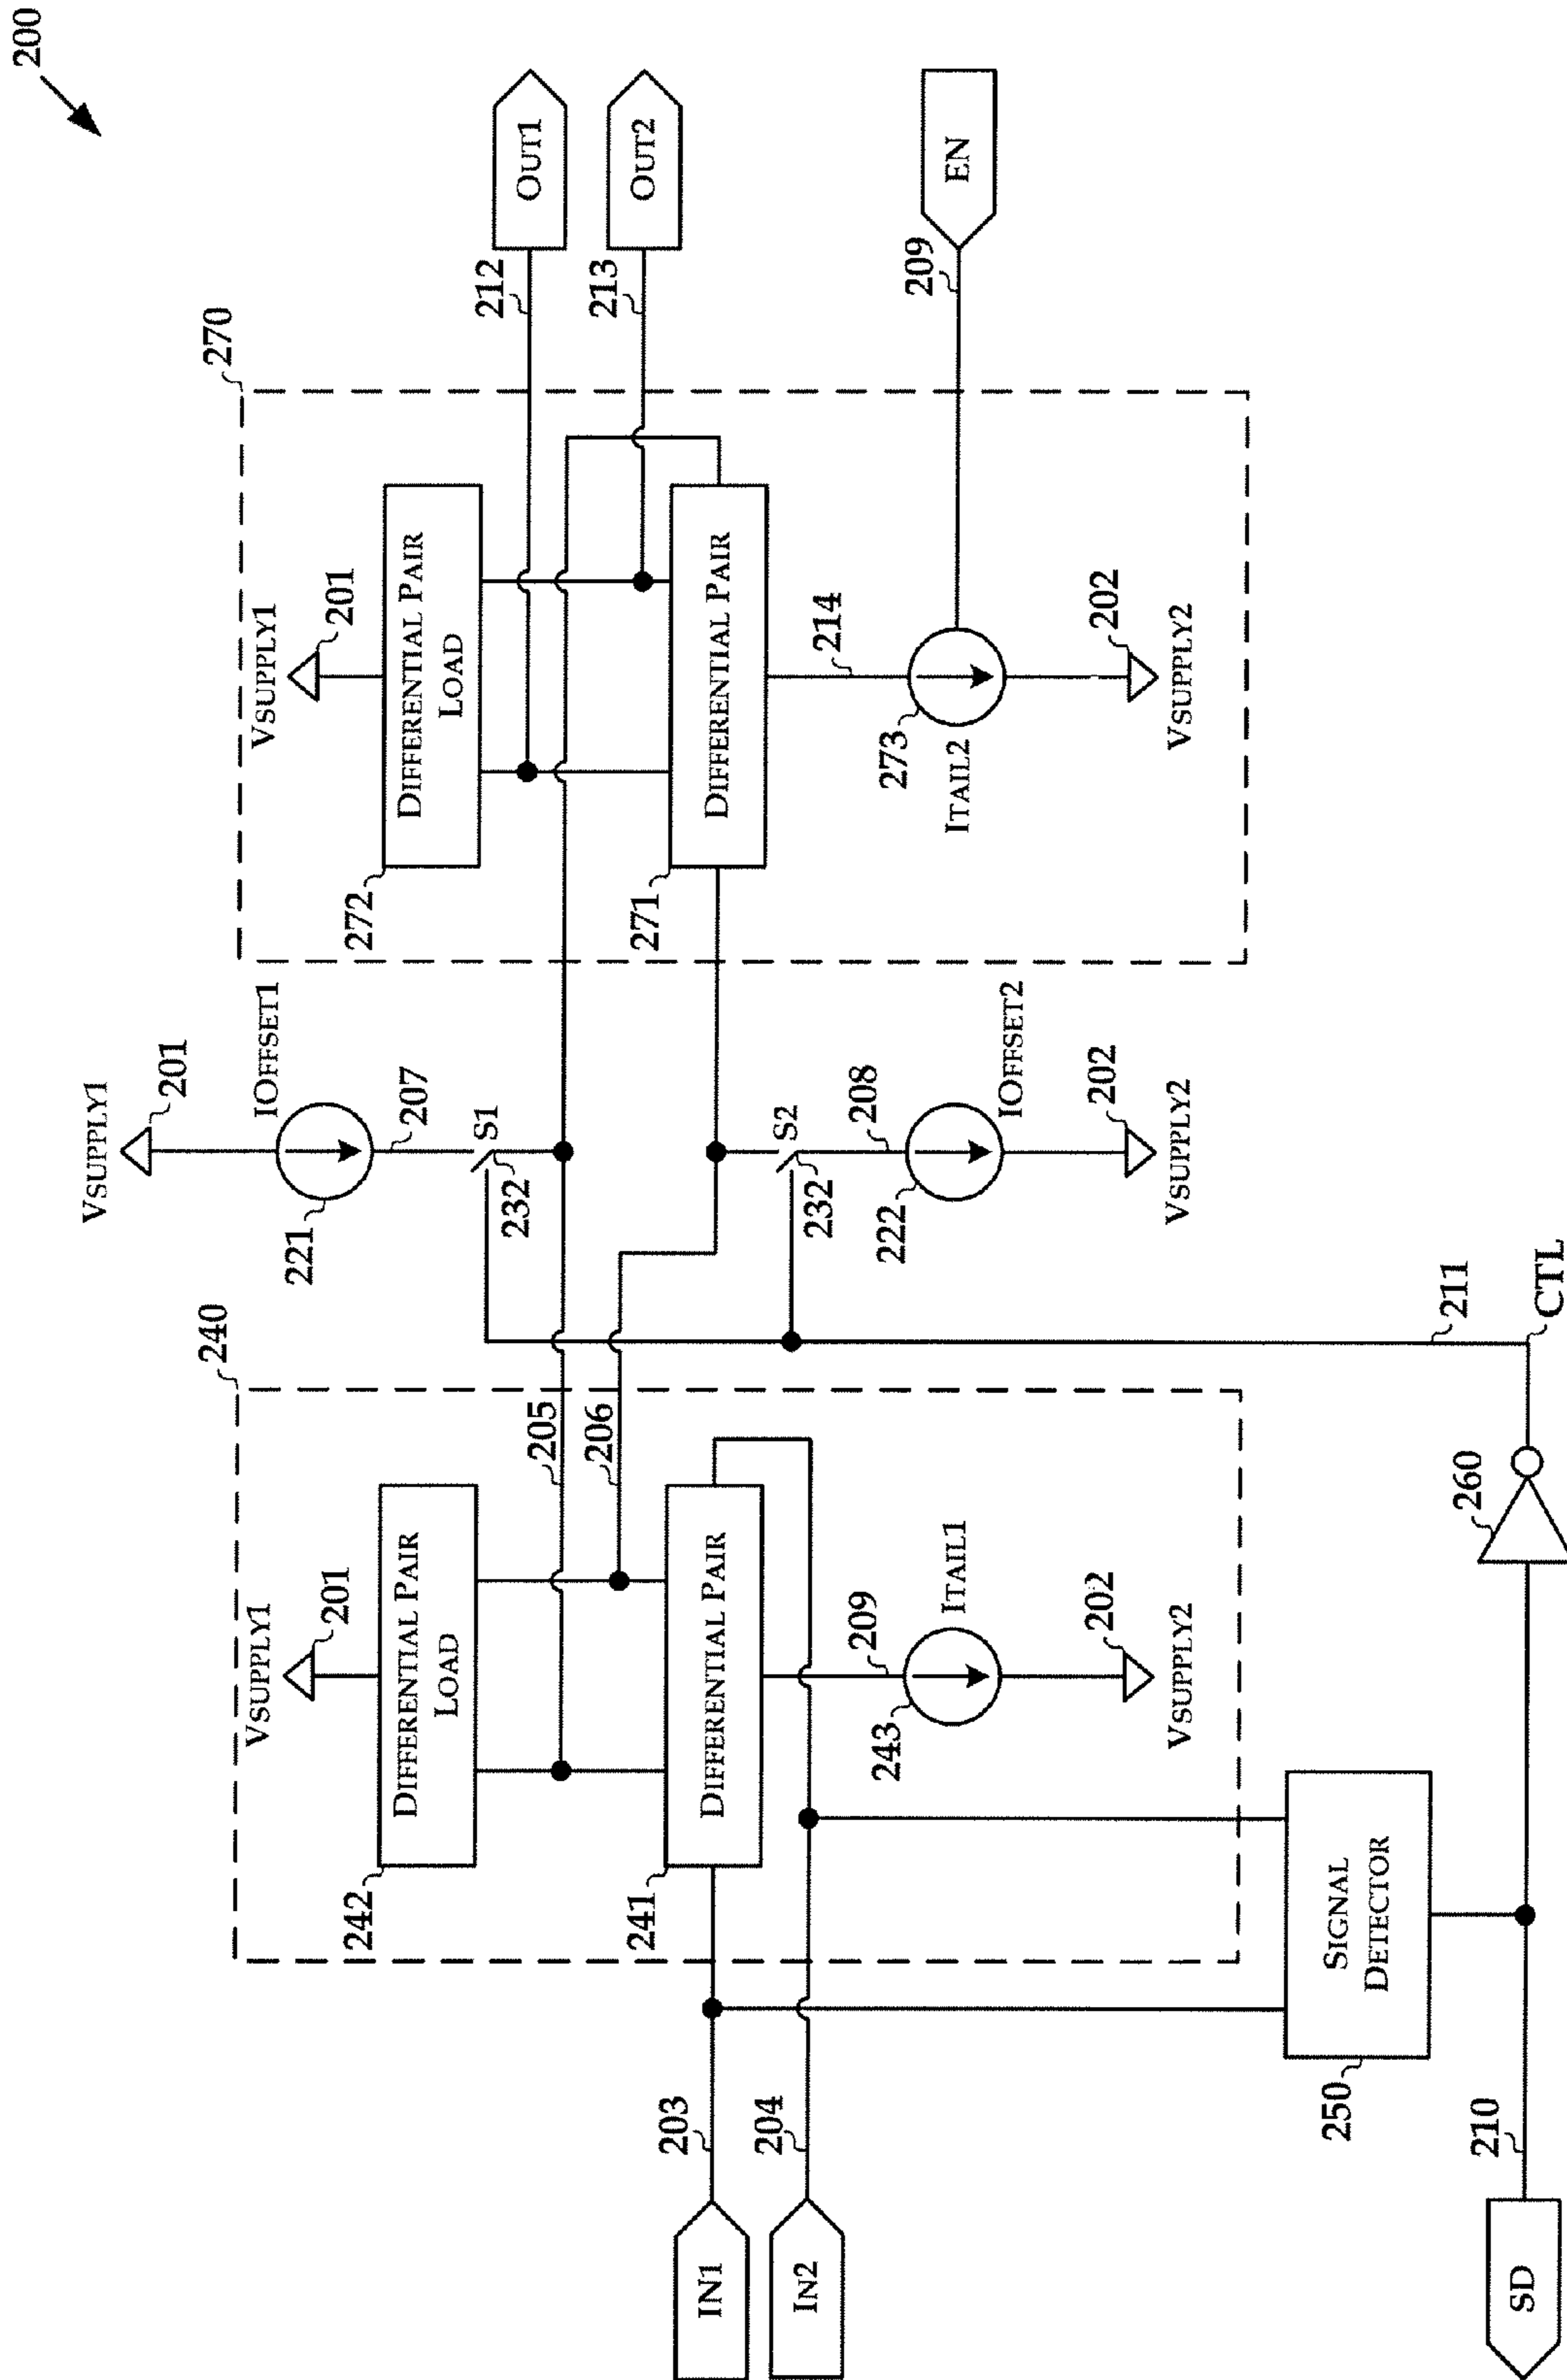 200
VSUPPLY1
201
IOFFSET1
221
207
S1
232
240
VSUPPLY1
201
DIFFERENTIAL PAIR
LOAD
242
205
206
DIFFERENTIAL PAIR
241
209
243
ITAIL1
202
VSUPPLY2
S2
232
208
222
IOFFSET2
202
VSUPPLY2
270
VSUPPLY1
201
DIFFERENTIAL PAIR
LOAD
272
DIFFERENTIAL PAIR
271
214
273
ITAIL2
202
VSUPPLY2
212
OUT1
213
OUT2
209
EN
IN1
203
IN2
204
SIGNAL
DETECTOR
250
SD
210
260
211
CTL